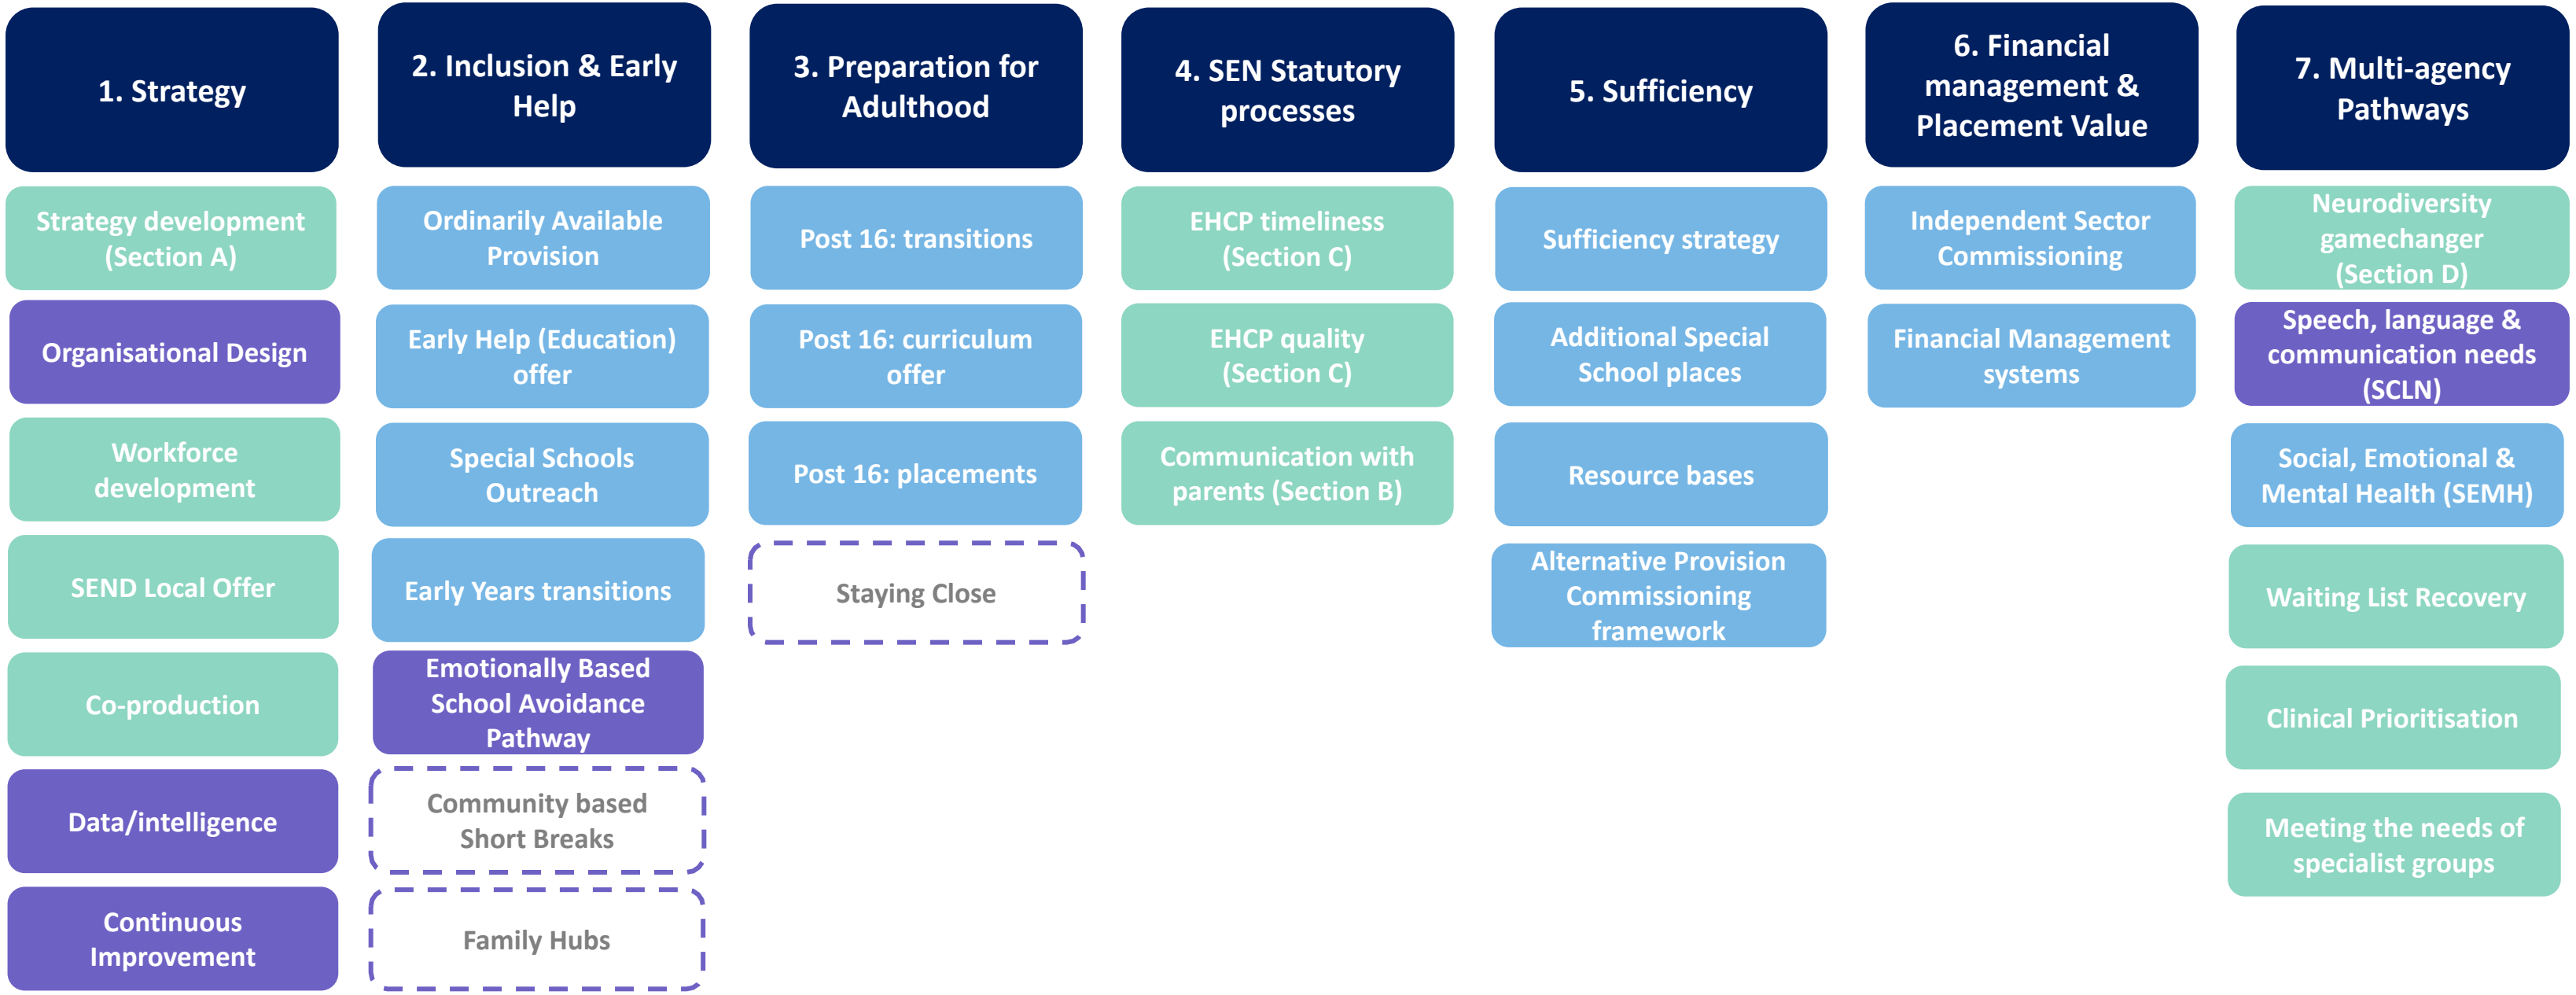 1. Strategy
Strategy development
(Section A)
Organisational Design
Workforce
development
SEND Local Offer
Co-production
Data/intelligence
Continuous
Improvement
2. Inclusion & Early
Help
Ordinarily Available
Provision
Early Help (Education)
offer
Special Schools
Outreach
Early Years transitions
Emotionally Based
School Avoidance
Pathway
Community based
Short Breaks
Family Hubs
3. Preparation for
Adulthood
Post 16: transitions
Post 16: curriculum
offer
Post 16: placements
Staying Close
4. SEN Statutory
processes
EHCP timeliness
(Section C)
EHCP quality
(Section C)
Communication with
parents (Section B)
5. Sufficiency
Sufficiency strategy
Additional Special
School places
Resource bases
Alternative Provision
Commissioning
framework
6. Financial
management &
Placement Value
Independent Sector
Commissioning
Financial Management
systems
7. Multi-agency
Pathways
Neurodiversity
gamechanger
(Section D)
Speech, language &
communication needs
(SCLN)
Social, Emotional &
Mental Health (SEMH)
Waiting List Recovery
Clinical Prioritisation
Meeting the needs of
specialist groups